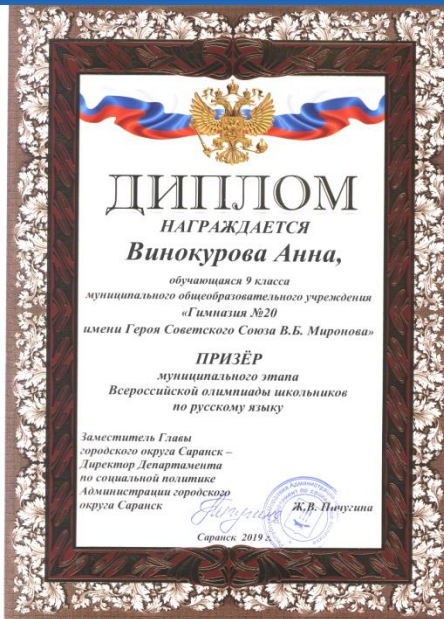 ДИПЛОМ
НАГРАЖДАЕТСЯ
Винокурова Анна,
обучающаяся 9 класса
муниципального общеобразовательного учреждения
«Гимназия №20
имени Героя Советского Союза В.Б. Миронова»
ПРИЗЁР
муниципального этапа
Всероссийской олимпиады школьников
по русскому языку
Заместитель Главы
городского округа Саранск –
Директор Департамента
по социальной политике
Администрации городского
округа Саранск
Ж.В. Пичугина
Саранск 2019 г.